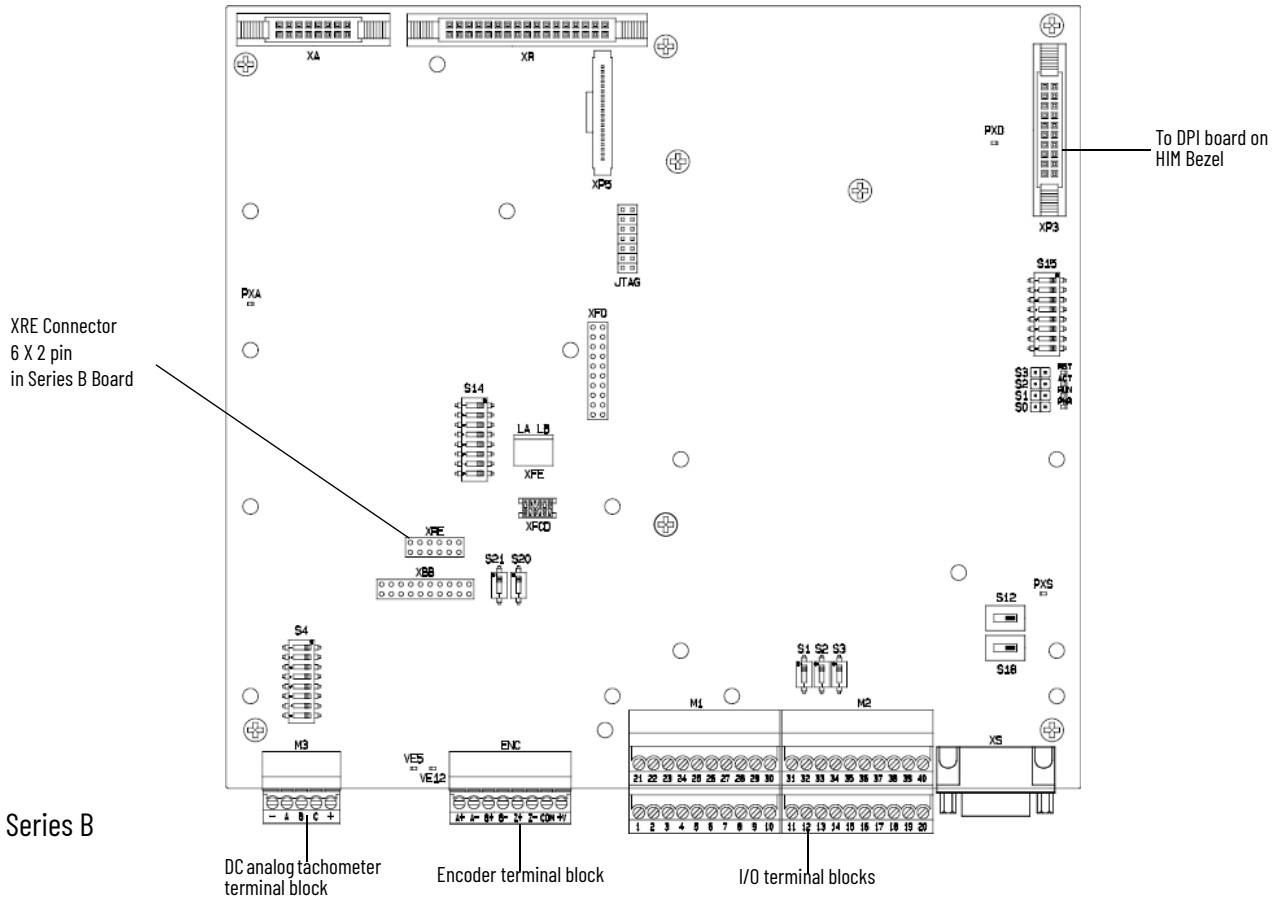 XA
XR
XP5
PXD
To DPI board on
HIM Bezel
XP3
JTAG
S15
PXA
XRE Connector
6 X 2 pin
in Series B Board
XFD
S14
RST
S3
ACT
S2
RUN
S1
PWR
S0
LA LB
XFE
XFCD
XRE
S21 S20
XBB
PXS
S12
S4
S1 S2 S3
S18
M1
M2
M3
ENC
XS
VE5
VE12
21 22 23 24 25 26 27 28 29 30
31 32 33 34 35 36 37 38 39 40
- A B C +
A+ A- B+ B- Z+ Z- COM +V
1 2 3 4 5 6 7 8 9 10
11 12 13 14 15 16 17 18 19 20
Series B
DC analog tachometer
terminal block
Encoder terminal block
I/O terminal blocks